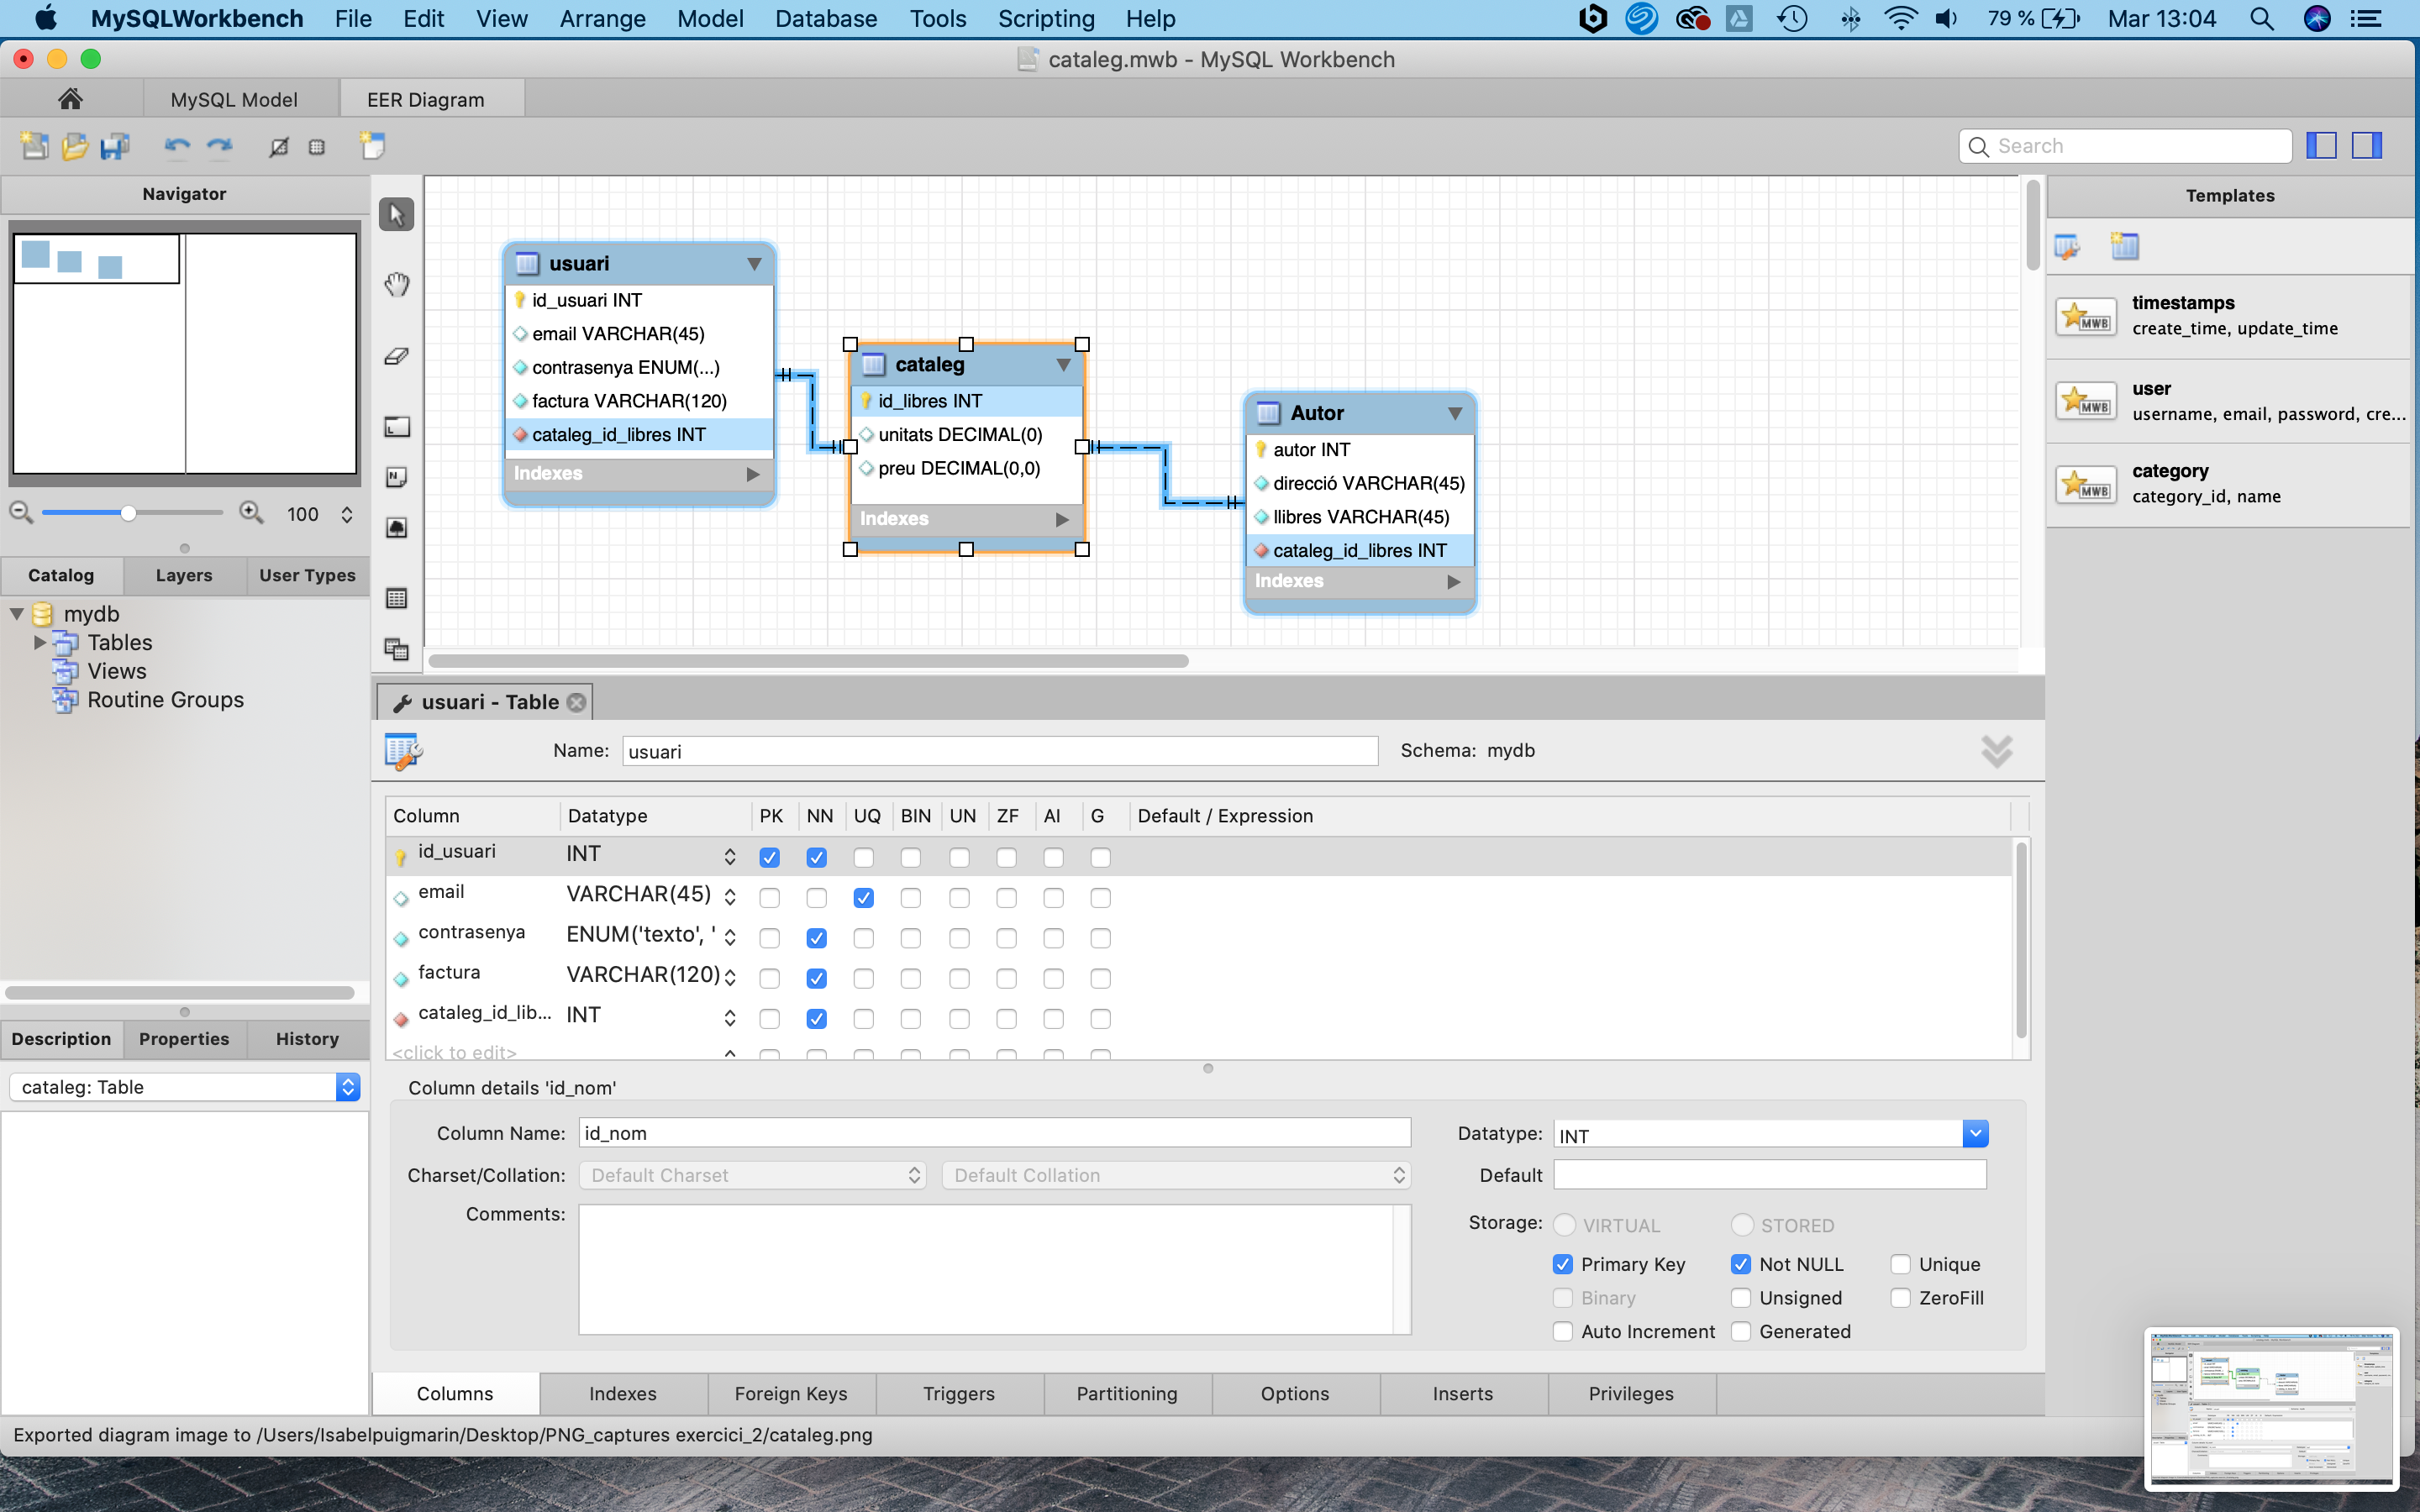 MySQLWorkbench File Edit View Arrange Model Database Tools Scripting Help 79 % Mar 13:04
cataleg.mwb - MySQL Workbench
MySQL Model EER Diagram
Search
Navigator
100
Catalog Layers User Types
mydb
Tables
Views
Routine Groups
Description Properties History
cataleg: Table
usuari
id_usuari INT
email VARCHAR(45)
contrasenya ENUM(...)
factura VARCHAR(120)
cataleg_id_libres INT
Indexes
cataleg
id_libres INT
unitats DECIMAL(0)
preu DECIMAL(0,0)
Indexes
Autor
autor INT
direcció VARCHAR(45)
llibres VARCHAR(45)
cataleg_id_libres INT
Indexes
Templates
MWB
timestamps
create_time, update_time
MWB
user
username, email, password, cre...
MWB
category
category_id, name
usuari - Table
Name: usuari Schema: mydb
Column Datatype PK NN UQ BIN UN ZF AI G Default / Expression
id_usuari INT
email VARCHAR(45)
contrasenya ENUM('texto', '
factura VARCHAR(120)
cataleg_id_lib... INT
<click to edit>
Column details 'id_nom'
Column Name: id_nom Datatype: INT
Charset/Collation: Default Charset Default Collation Default
Comments:
Storage: VIRTUAL STORED
Primary Key Not NULL Unique
Binary Unsigned ZeroFill
Auto Increment Generated
Columns Indexes Foreign Keys Triggers Partitioning Options Inserts Privileges
Exported diagram image to /Users/Isabelpuigmarin/Desktop/PNG_captures exercici_2/cataleg.png